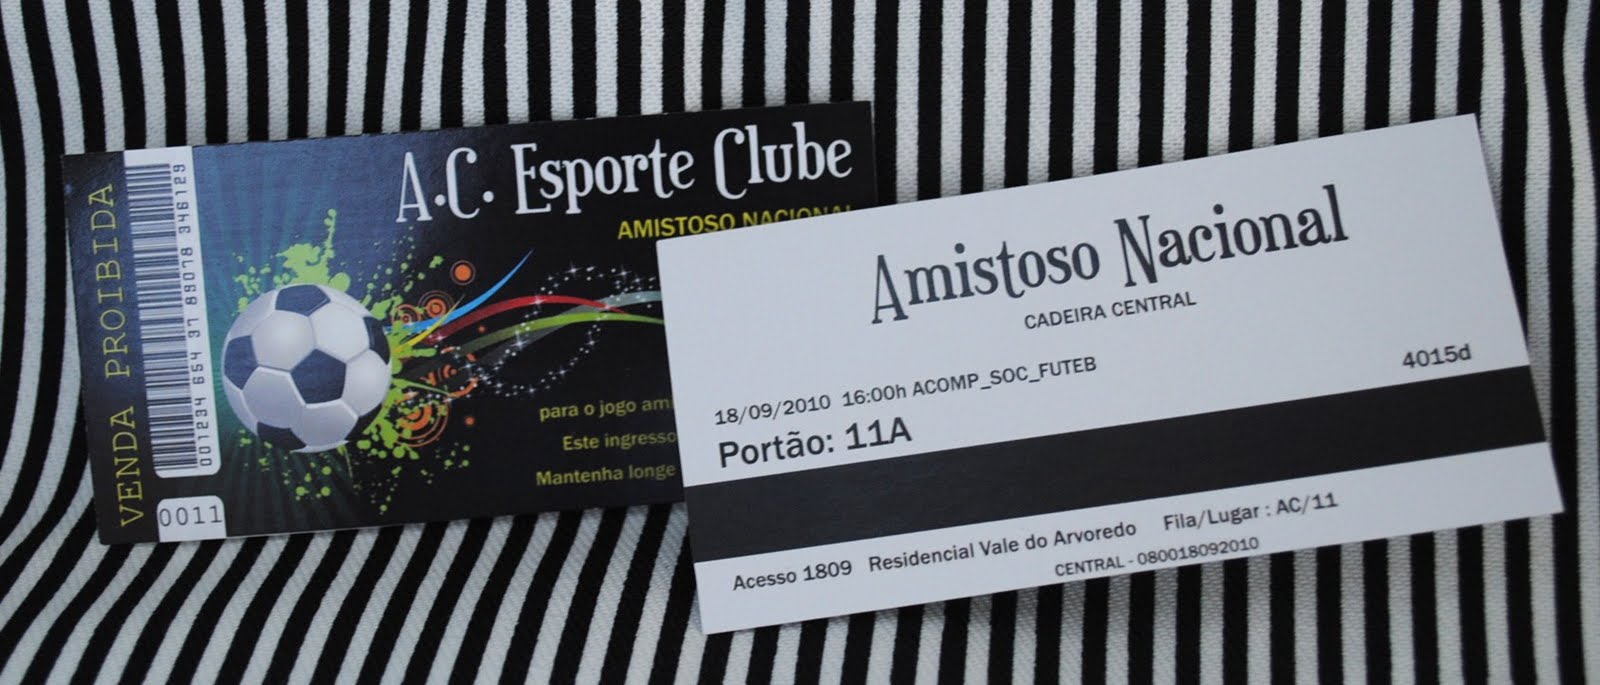 VENDA PROIBIDA
001234 654 37 89078 346129
0011
A.C. Esporte Clube
AMISTOSO NACIONAL
para o jogo ami
Este ingresso
Mantenha longe
Amistoso Nacional
CADEIRA CENTRAL
18/09/2010 16:00h ACOMP_SOC_FUTEB
4015d
Portão: 11A
Acesso 1809 Residencial Vale do Arvoredo Fila/Lugar : AC/11
CENTRAL - 080018092010